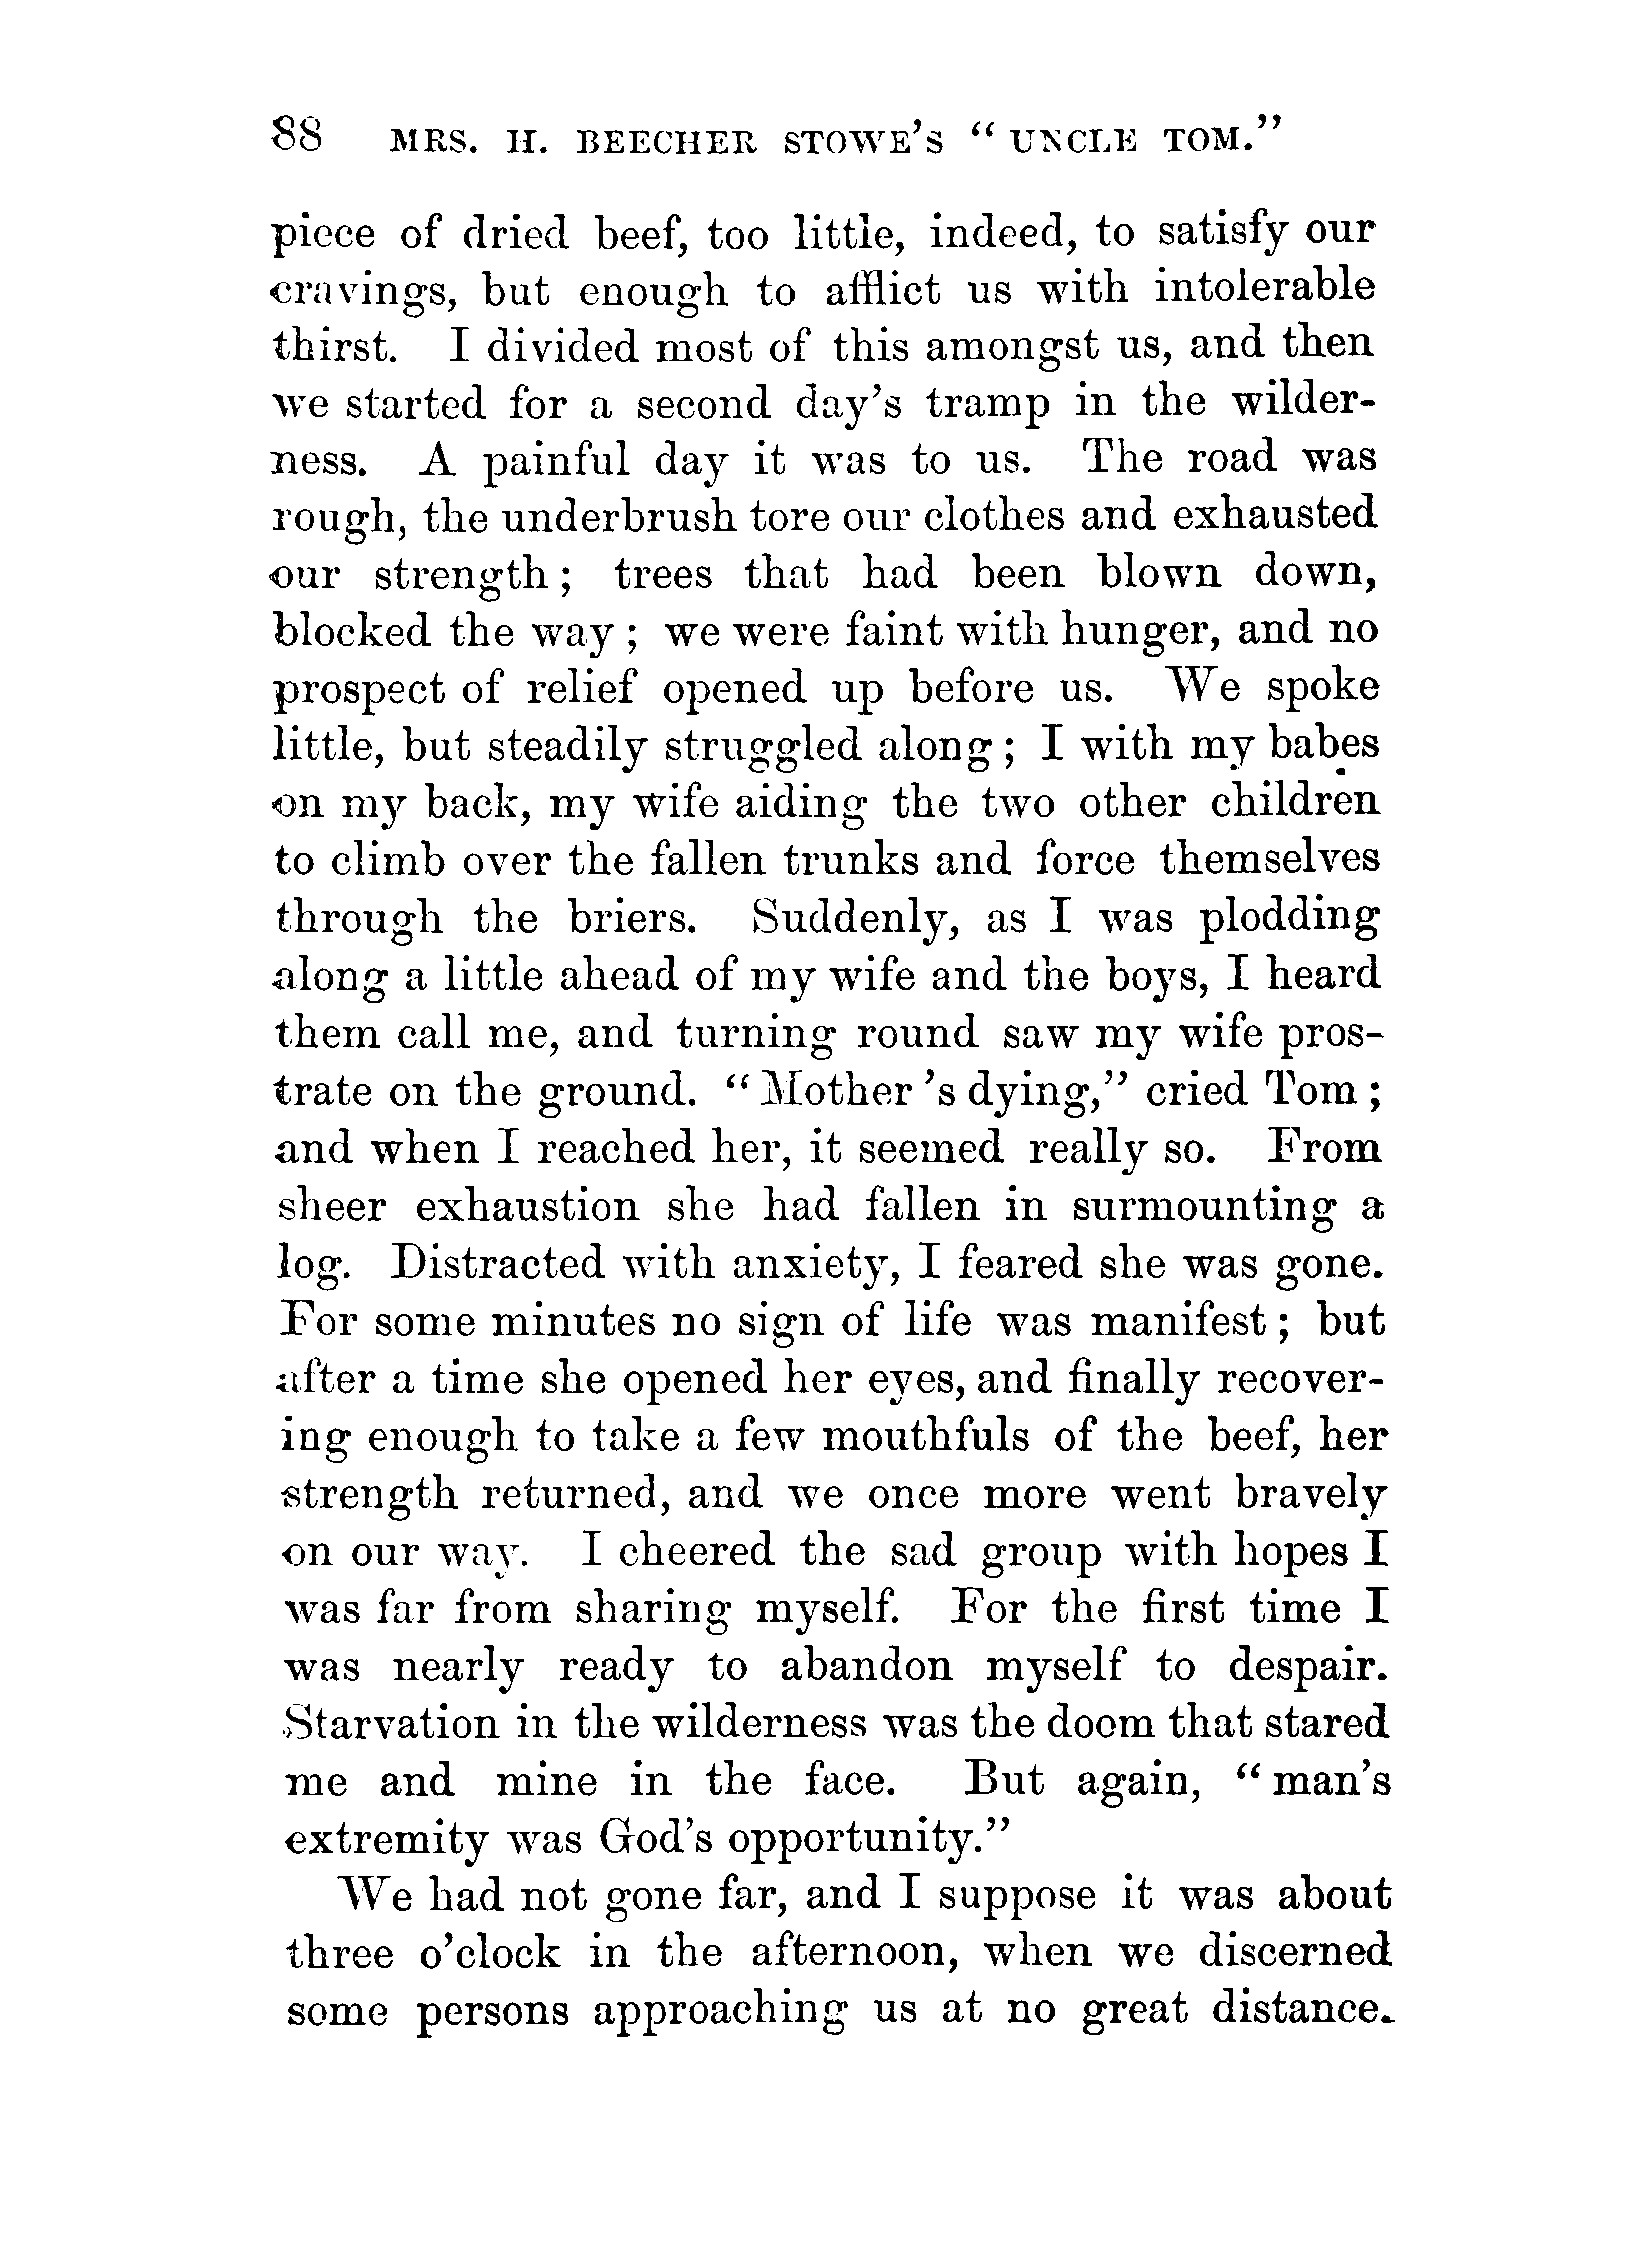 88 MRS. H. BEECHER STOWE'S "UNCLE TOM."
piece of dried beef, too little, indeed, to satisfy our
cravings, but enough to afflict us with intolerable
thirst. I divided most of this amongst us, and then
we started for a second day's tramp in the wilder-
ness. A painful day it was to us. The road was
rough, the underbrush tore our clothes and exhausted
our strength; trees that had been blown down,
blocked the way; we were faint with hunger, and no
prospect of relief opened up before us. We spoke
little, but steadily struggled along; I with my babes
on my back, my wife aiding the two other children
to climb over the fallen trunks and force themselves
through the briers. Suddenly, as I was plodding
along a little ahead of my wife and the boys, I heard
them call me, and turning round saw my wife pros-
trate on the ground. "Mother 's dying," cried Tom;
and when I reached her, it seemed really so. From
sheer exhaustion she had fallen in surmounting a
log. Distracted with anxiety, I feared she was gone.
For some minutes no sign of life was manifest; but
after a time she opened her eyes, and finally recover-
ing enough to take a few mouthfuls of the beef, her
strength returned, and we once more went bravely
on our way. I cheered the sad group with hopes I
was far from sharing myself. For the first time I
was nearly ready to abandon myself to despair.
Starvation in the wilderness was the doom that stared
me and mine in the face. But again, "man's
extremity was God's opportunity."
We had not gone far, and I suppose it was about
three o'clock in the afternoon, when we discerned
some persons approaching us at no great distance.